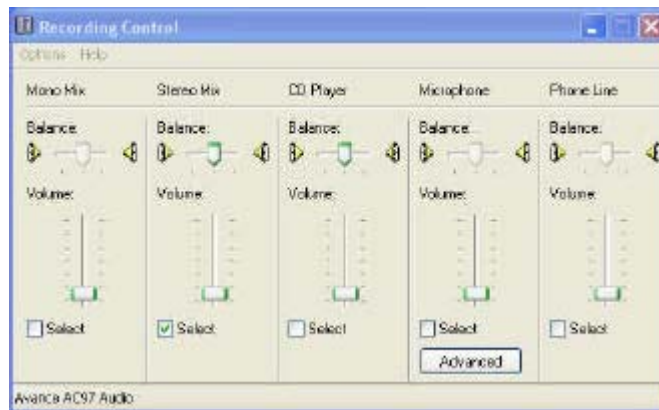 Recording Control
Options Help
Mono Mix Stereo Mix CD Player Microphone Phone Line
Balance: Balance: Balance: Balance: Balance:
Volume: Volume: Volume: Volume: Volume:
Select Select Select Select Select
Advanced
Avance AC97 Audio